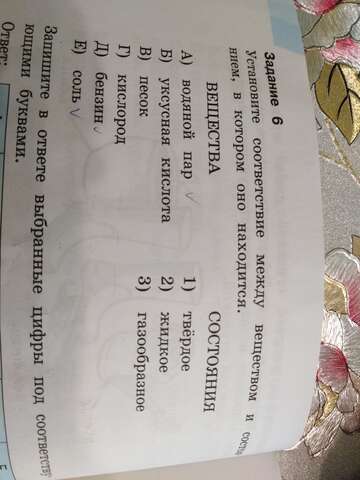 Задание 6
Установите соответствие между веществом и состоя
нием, в котором оно находится.
ВЕЩЕСТВА СОСТОЯНИЯ
А) водяной пар 1) твёрдое
Б) уксусная кислота 2) жидкое
В) песок 3) газообразное
Г) кислород
Д) бензин
Е) соль
Запишите в ответе выбранные цифры под соответству
ющими буквами.
Ответ: